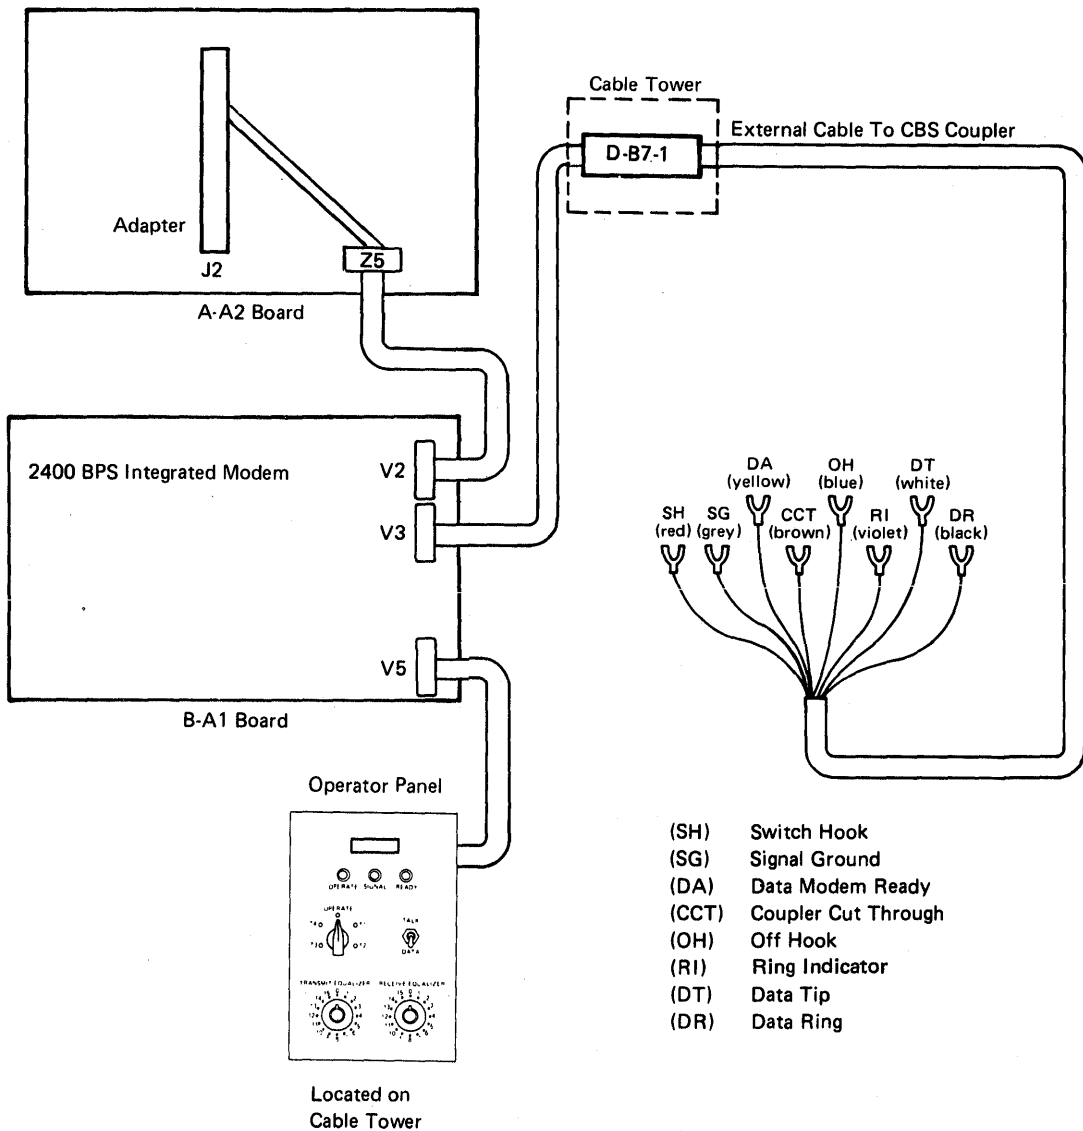 Cable Tower
External Cable To CBS Coupler
D-B7-1
Adapter
J2
Z5
A-A2 Board
2400 BPS Integrated Modem
V2
V3
V5
B-A1 Board
DA
(yellow)
OH
(blue)
DT
(white)
SH
(red)
SG
(grey)
CCT
(brown)
RI
(violet)
DR
(black)
Operator Panel
OPERATE SIGNAL READY
OPERATE
TALK
DATA
TRANSMIT EQUALIZER RECEIVE EQUALIZER
Located on
Cable Tower
(SH) Switch Hook
(SG) Signal Ground
(DA) Data Modem Ready
(CCT) Coupler Cut Through
(OH) Off Hook
(RI) Ring Indicator
(DT) Data Tip
(DR) Data Ring